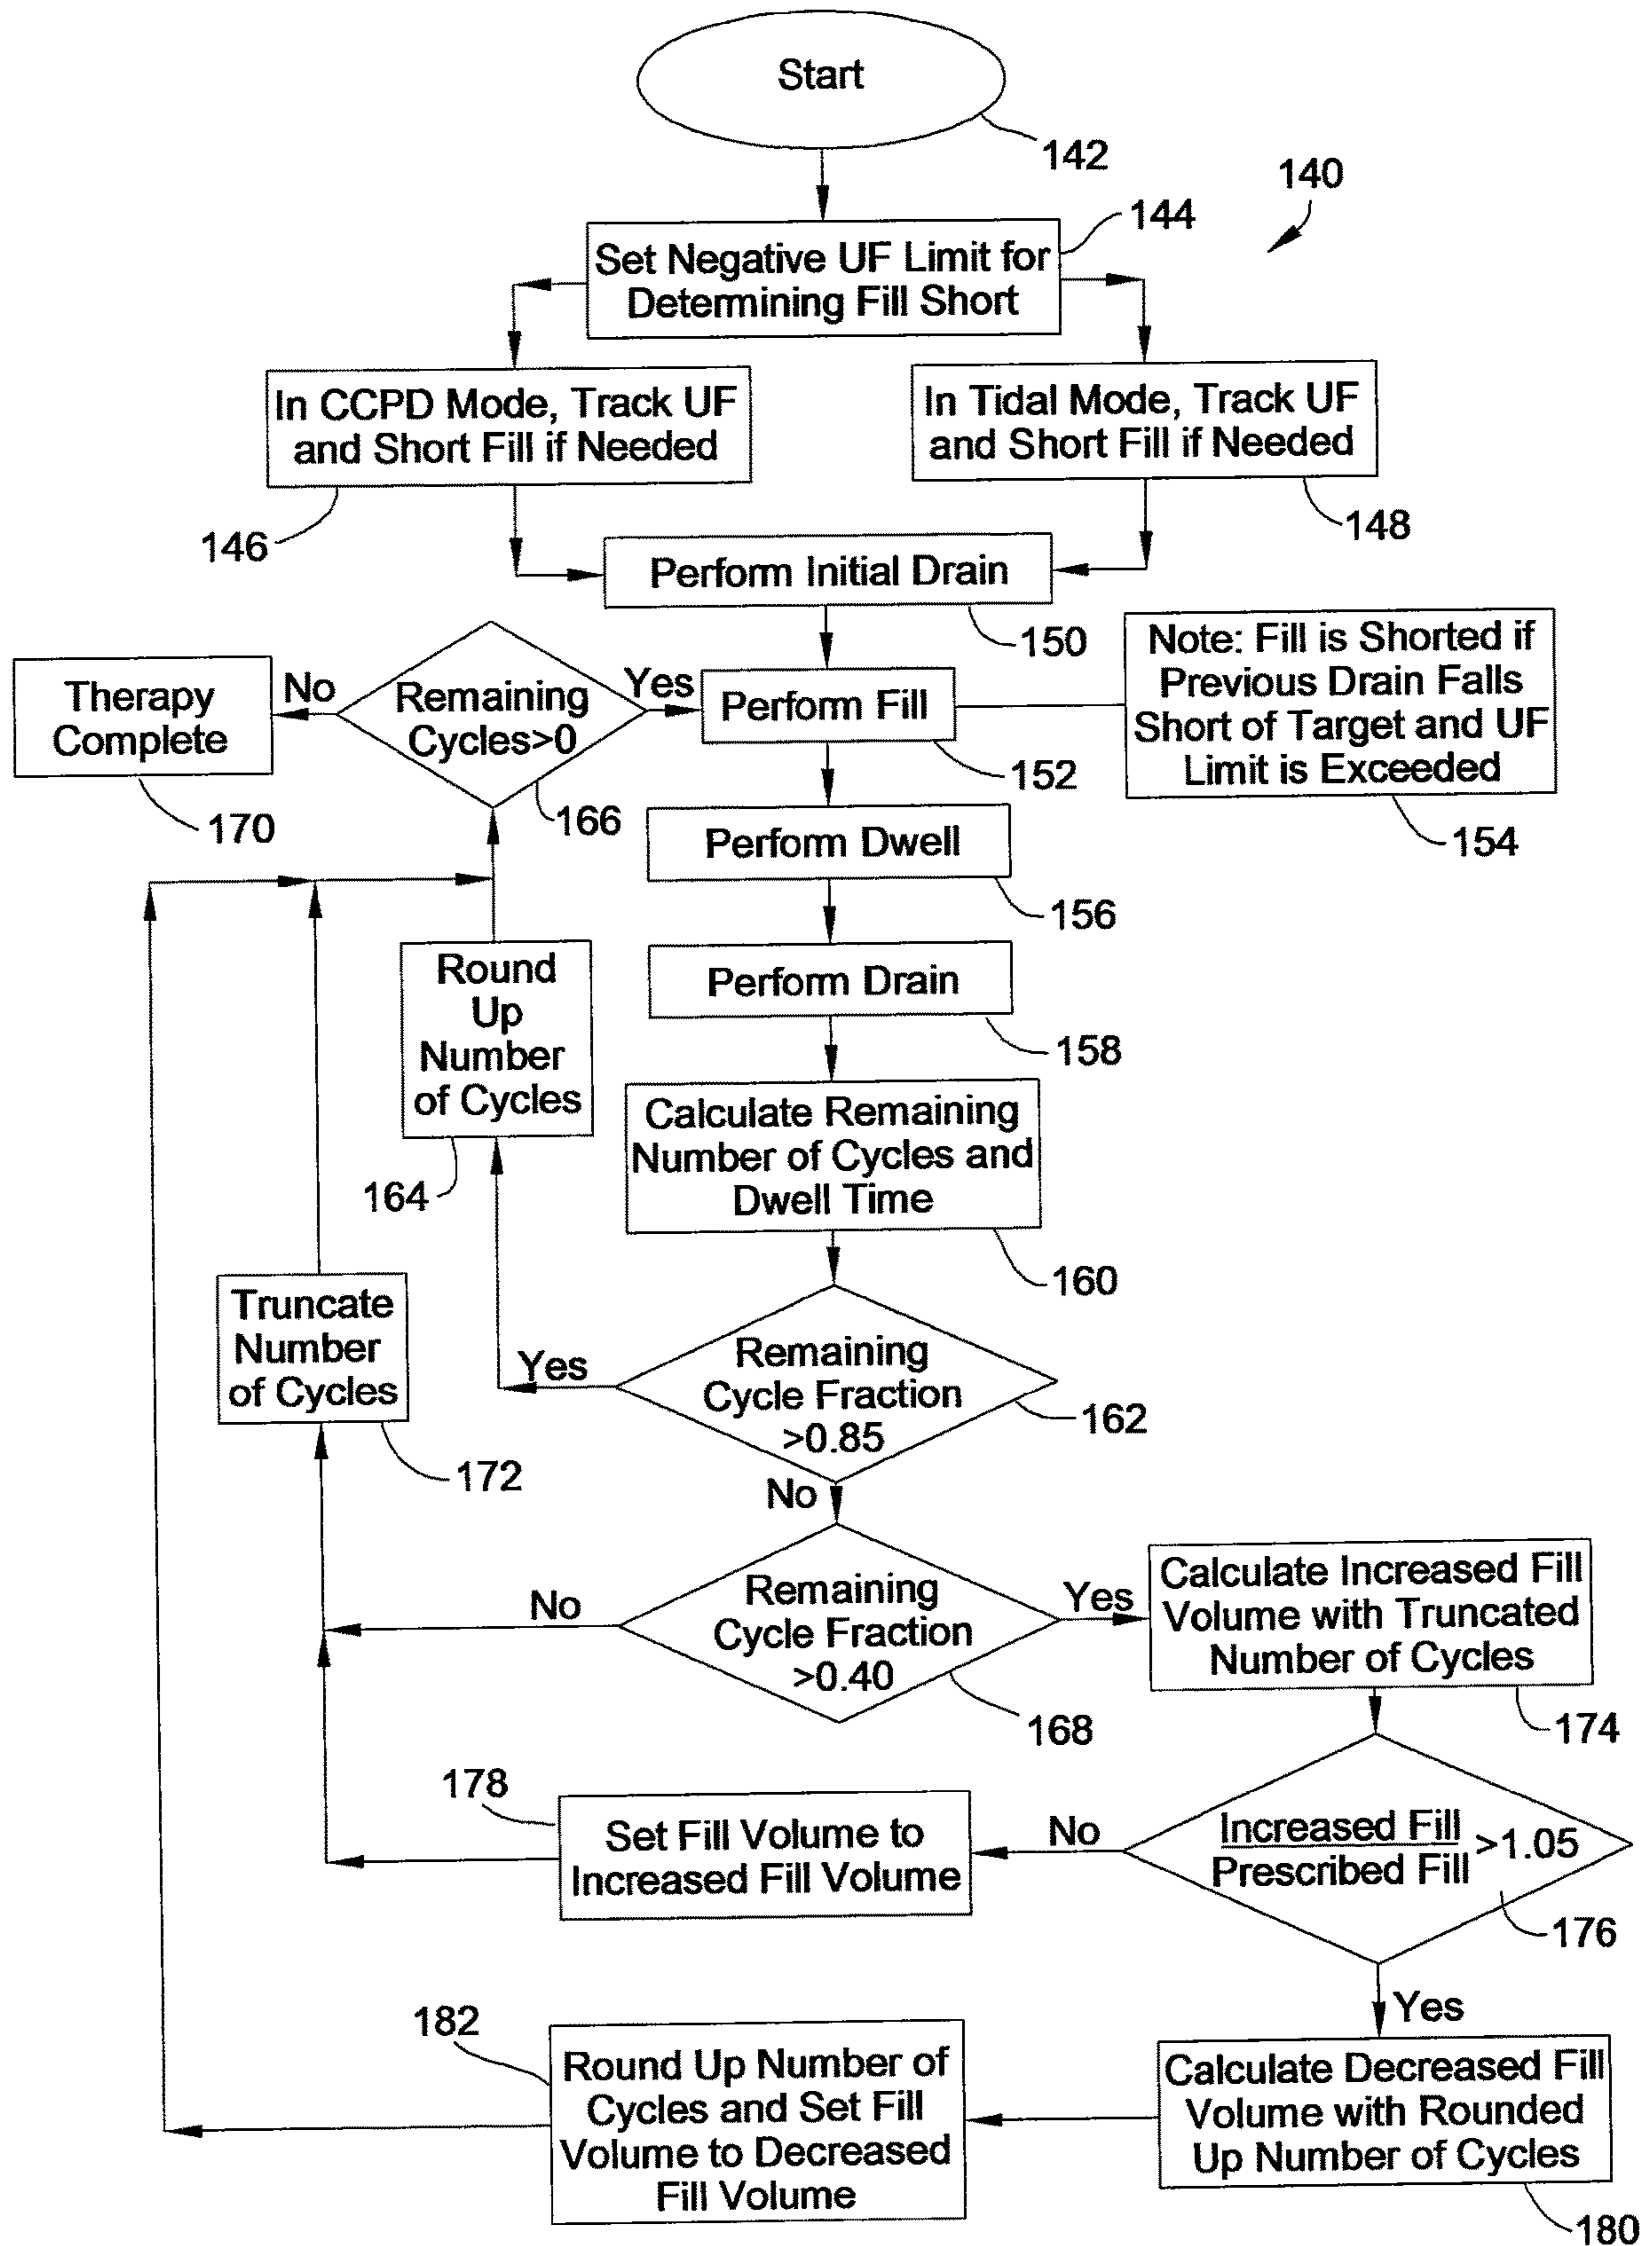 Start
142
140
144
Set Negative UF Limit for
Determining Fill Short
In CCPD Mode, Track UF
and Short Fill if Needed
146
In Tidal Mode, Track UF
and Short Fill if Needed
148
Perform Initial Drain
150
Note: Fill is Shorted if
Previous Drain Falls
Short of Target and UF
Limit is Exceeded
154
Therapy
Complete
170
No
Remaining
Cycles>0
166
Yes
Perform Fill
152
Perform Dwell
156
Perform Drain
158
Round
Up
Number
of Cycles
164
Calculate Remaining
Number of Cycles and
Dwell Time
160
Truncate
Number
of Cycles
172
Yes
Remaining
Cycle Fraction
>0.85
162
No
No
Remaining
Cycle Fraction
>0.40
168
Yes
Calculate Increased Fill
Volume with Truncated
Number of Cycles
174
178
Set Fill Volume to
Increased Fill Volume
No
Increased Fill
Prescribed Fill
>1.05
176
Yes
182
Round Up Number of
Cycles and Set Fill
Volume to Decreased
Fill Volume
Calculate Decreased Fill
Volume with Rounded
Up Number of Cycles
180